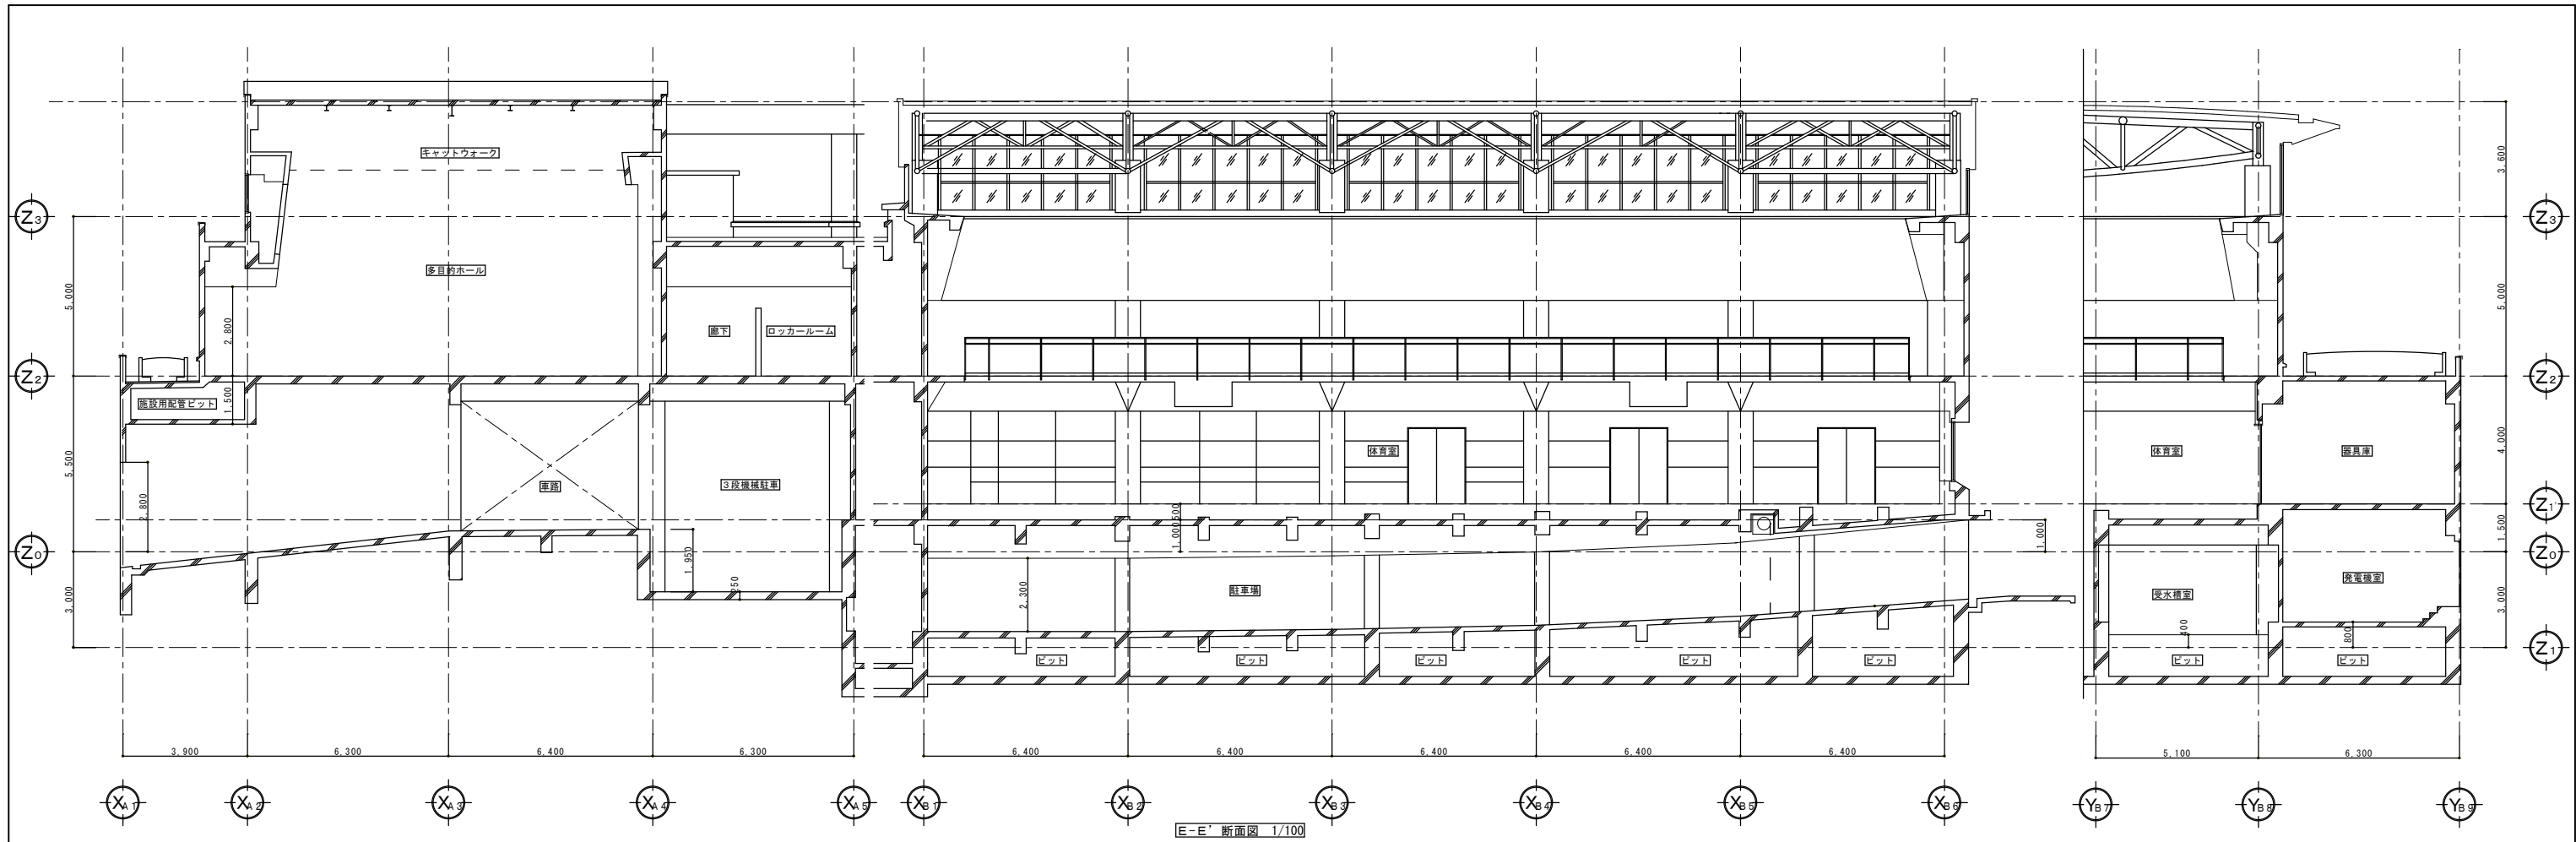 キャットウォーク
3,600
Z3
Z3
多目的ホール
5,000
2,800
廊下
ロッカールーム
5,000
Z2
Z2
施設用配管ピット
1,500
体育室
体育室
器具庫
4,000
5,500
車路
3段機械駐車
2,800
Z1'
1,000
500
1,000
1,500
Z0
Z0
1,950
250
2,300
駐車場
受水槽室
発電機室
3,000
3,000
400
800
ピット
ピット
ピット
ピット
ピット
ピット
ピット
Z1
3,900
6,300
6,400
6,300
6,400
6,400
6,400
6,400
6,400
5,100
6,300
XA1
XA2
XA3
XA4
XA5
XB1
XB2
XB3
XB4
XB5
XB6
YB7
YB8
YB9
E-E' 断面図 1/100